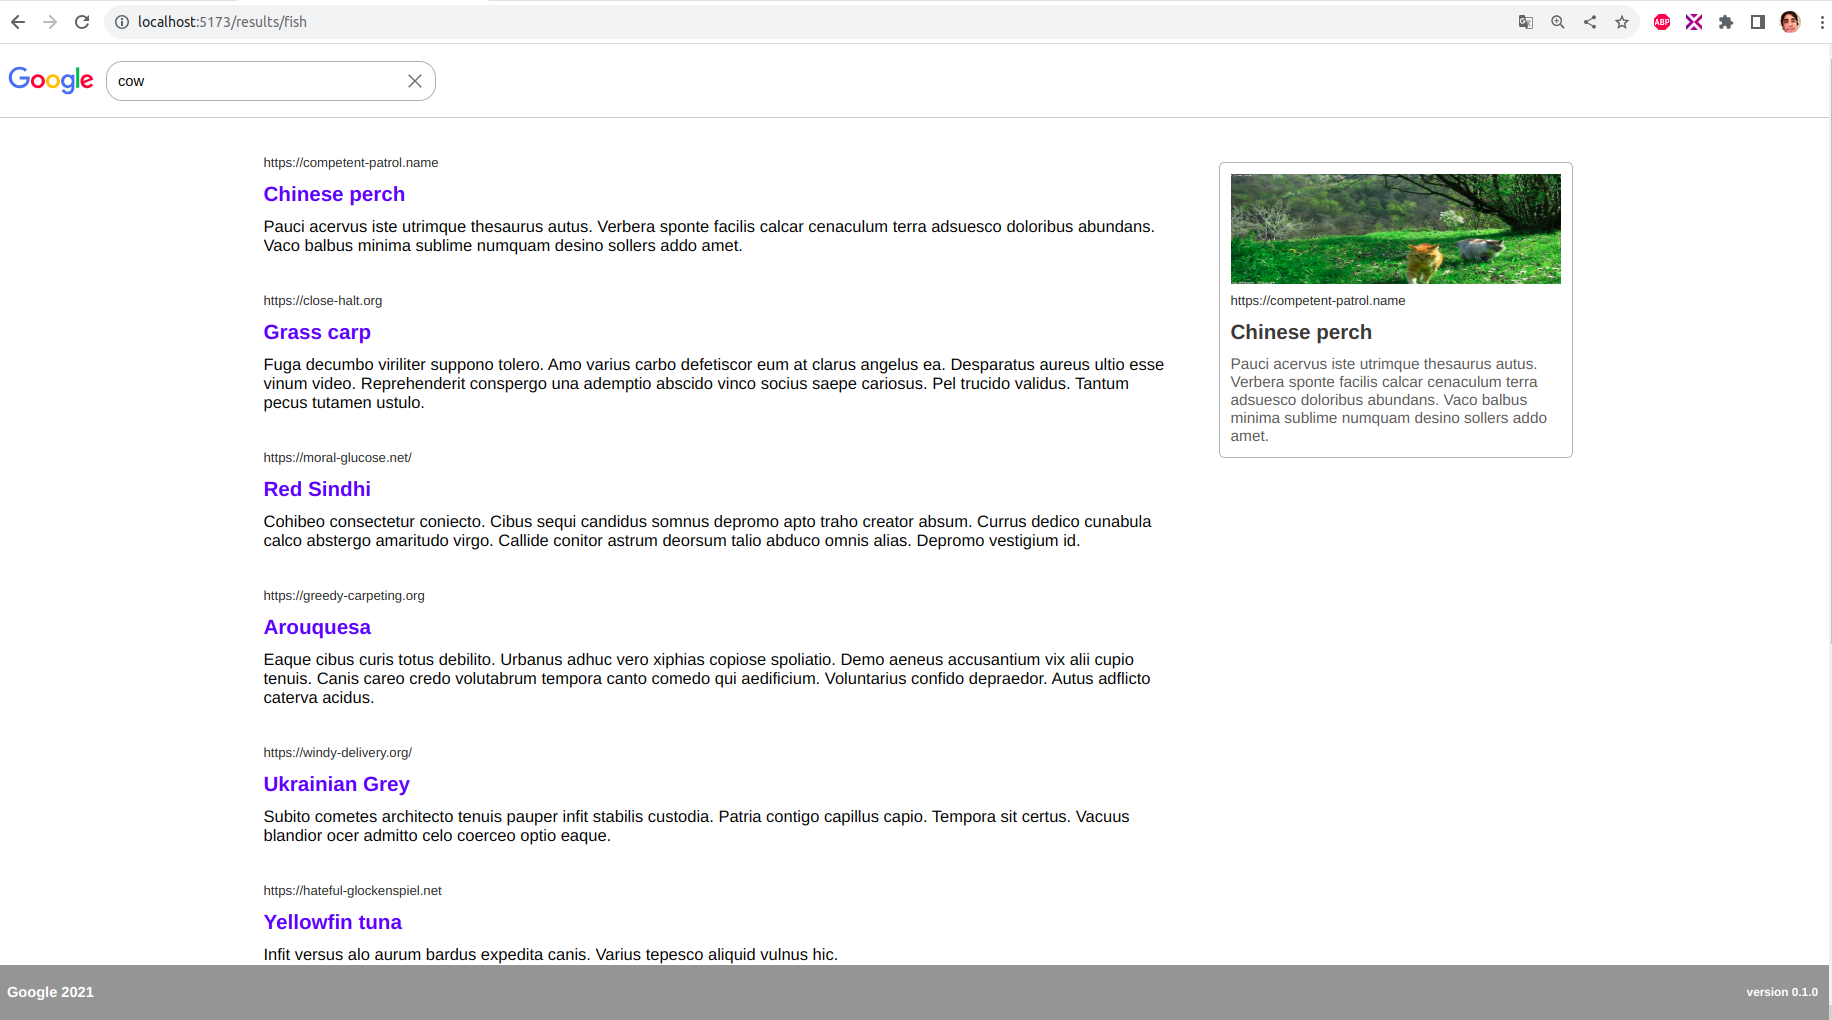 localhost:5173/results/fish
ABP
Google
cow
https://competent-patrol.name
Chinese perch
Pauci acervus iste utrimque thesaurus autus. Verbera sponte facilis calcar cenaculum terra adsuesco doloribus abundans.
Vaco balbus minima sublime numquam desino sollers addo amet.
https://close-halt.org
Grass carp
Fuga decumbo viriliter suppono tolero. Amo varius carbo defetiscor eum at clarus angelus ea. Desparatus aureus ultio esse
vinum video. Reprehenderit conspergo una ademptio abscido vinco socius saepe cariosus. Pel trucido validus. Tantum
pecus tutamen ustulo.
https://moral-glucose.net/
Red Sindhi
Cohibeo consectetur coniecto. Cibus sequi candidus somnus depromo apto traho creator absum. Currus dedico cunabula
calco abstergo amaritudo virgo. Callide conitor astrum deorsum talio abduco omnis alias. Depromo vestigium id.
https://greedy-carpeting.org
Arouquesa
Eaque cibus curis totus debilito. Urbanus adhuc vero xiphias copiose spoliatio. Demo aeneus accusantium vix alii cupio
tenuis. Canis careo credo volutabrum tempora canto comedo qui aedificium. Voluntarius confido depraedor. Autus adflicto
caterva acidus.
https://windy-delivery.org/
Ukrainian Grey
Subito cometes architecto tenuis pauper infit stabilis custodia. Patria contigo capillus capio. Tempora sit certus. Vacuus
blandior ocer admitto celo coerceo optio eaque.
https://hateful-glockenspiel.net
Yellowfin tuna
Infit versus alo aurum bardus expedita canis. Varius tepesco aliquid vulnus hic.
https://competent-patrol.name
Chinese perch
Pauci acervus iste utrimque thesaurus autus.
Verbera sponte facilis calcar cenaculum terra
adsuesco doloribus abundans. Vaco balbus
minima sublime numquam desino sollers addo
amet.
Google 2021
version 0.1.0